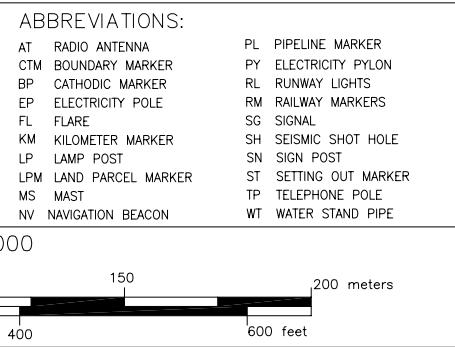 ABBREVIATIONS:
AT RADIO ANTENNA
CTM BOUNDARY MARKER
BP CATHODIC MARKER
EP ELECTRICITY POLE
FL FLARE
KM KILOMETER MARKER
LP LAMP POST
LPM LAND PARCEL MARKER
MS MAST
NV NAVIGATION BEACON
PL PIPELINE MARKER
PY ELECTRICITY PYLON
RL RUNWAY LIGHTS
RM RAILWAY MARKERS
SG SIGNAL
SH SEISMIC SHOT HOLE
SN SIGN POST
ST SETTING OUT MARKER
TP TELEPHONE POLE
WT WATER STAND PIPE
000
150
200 meters
400
600 feet